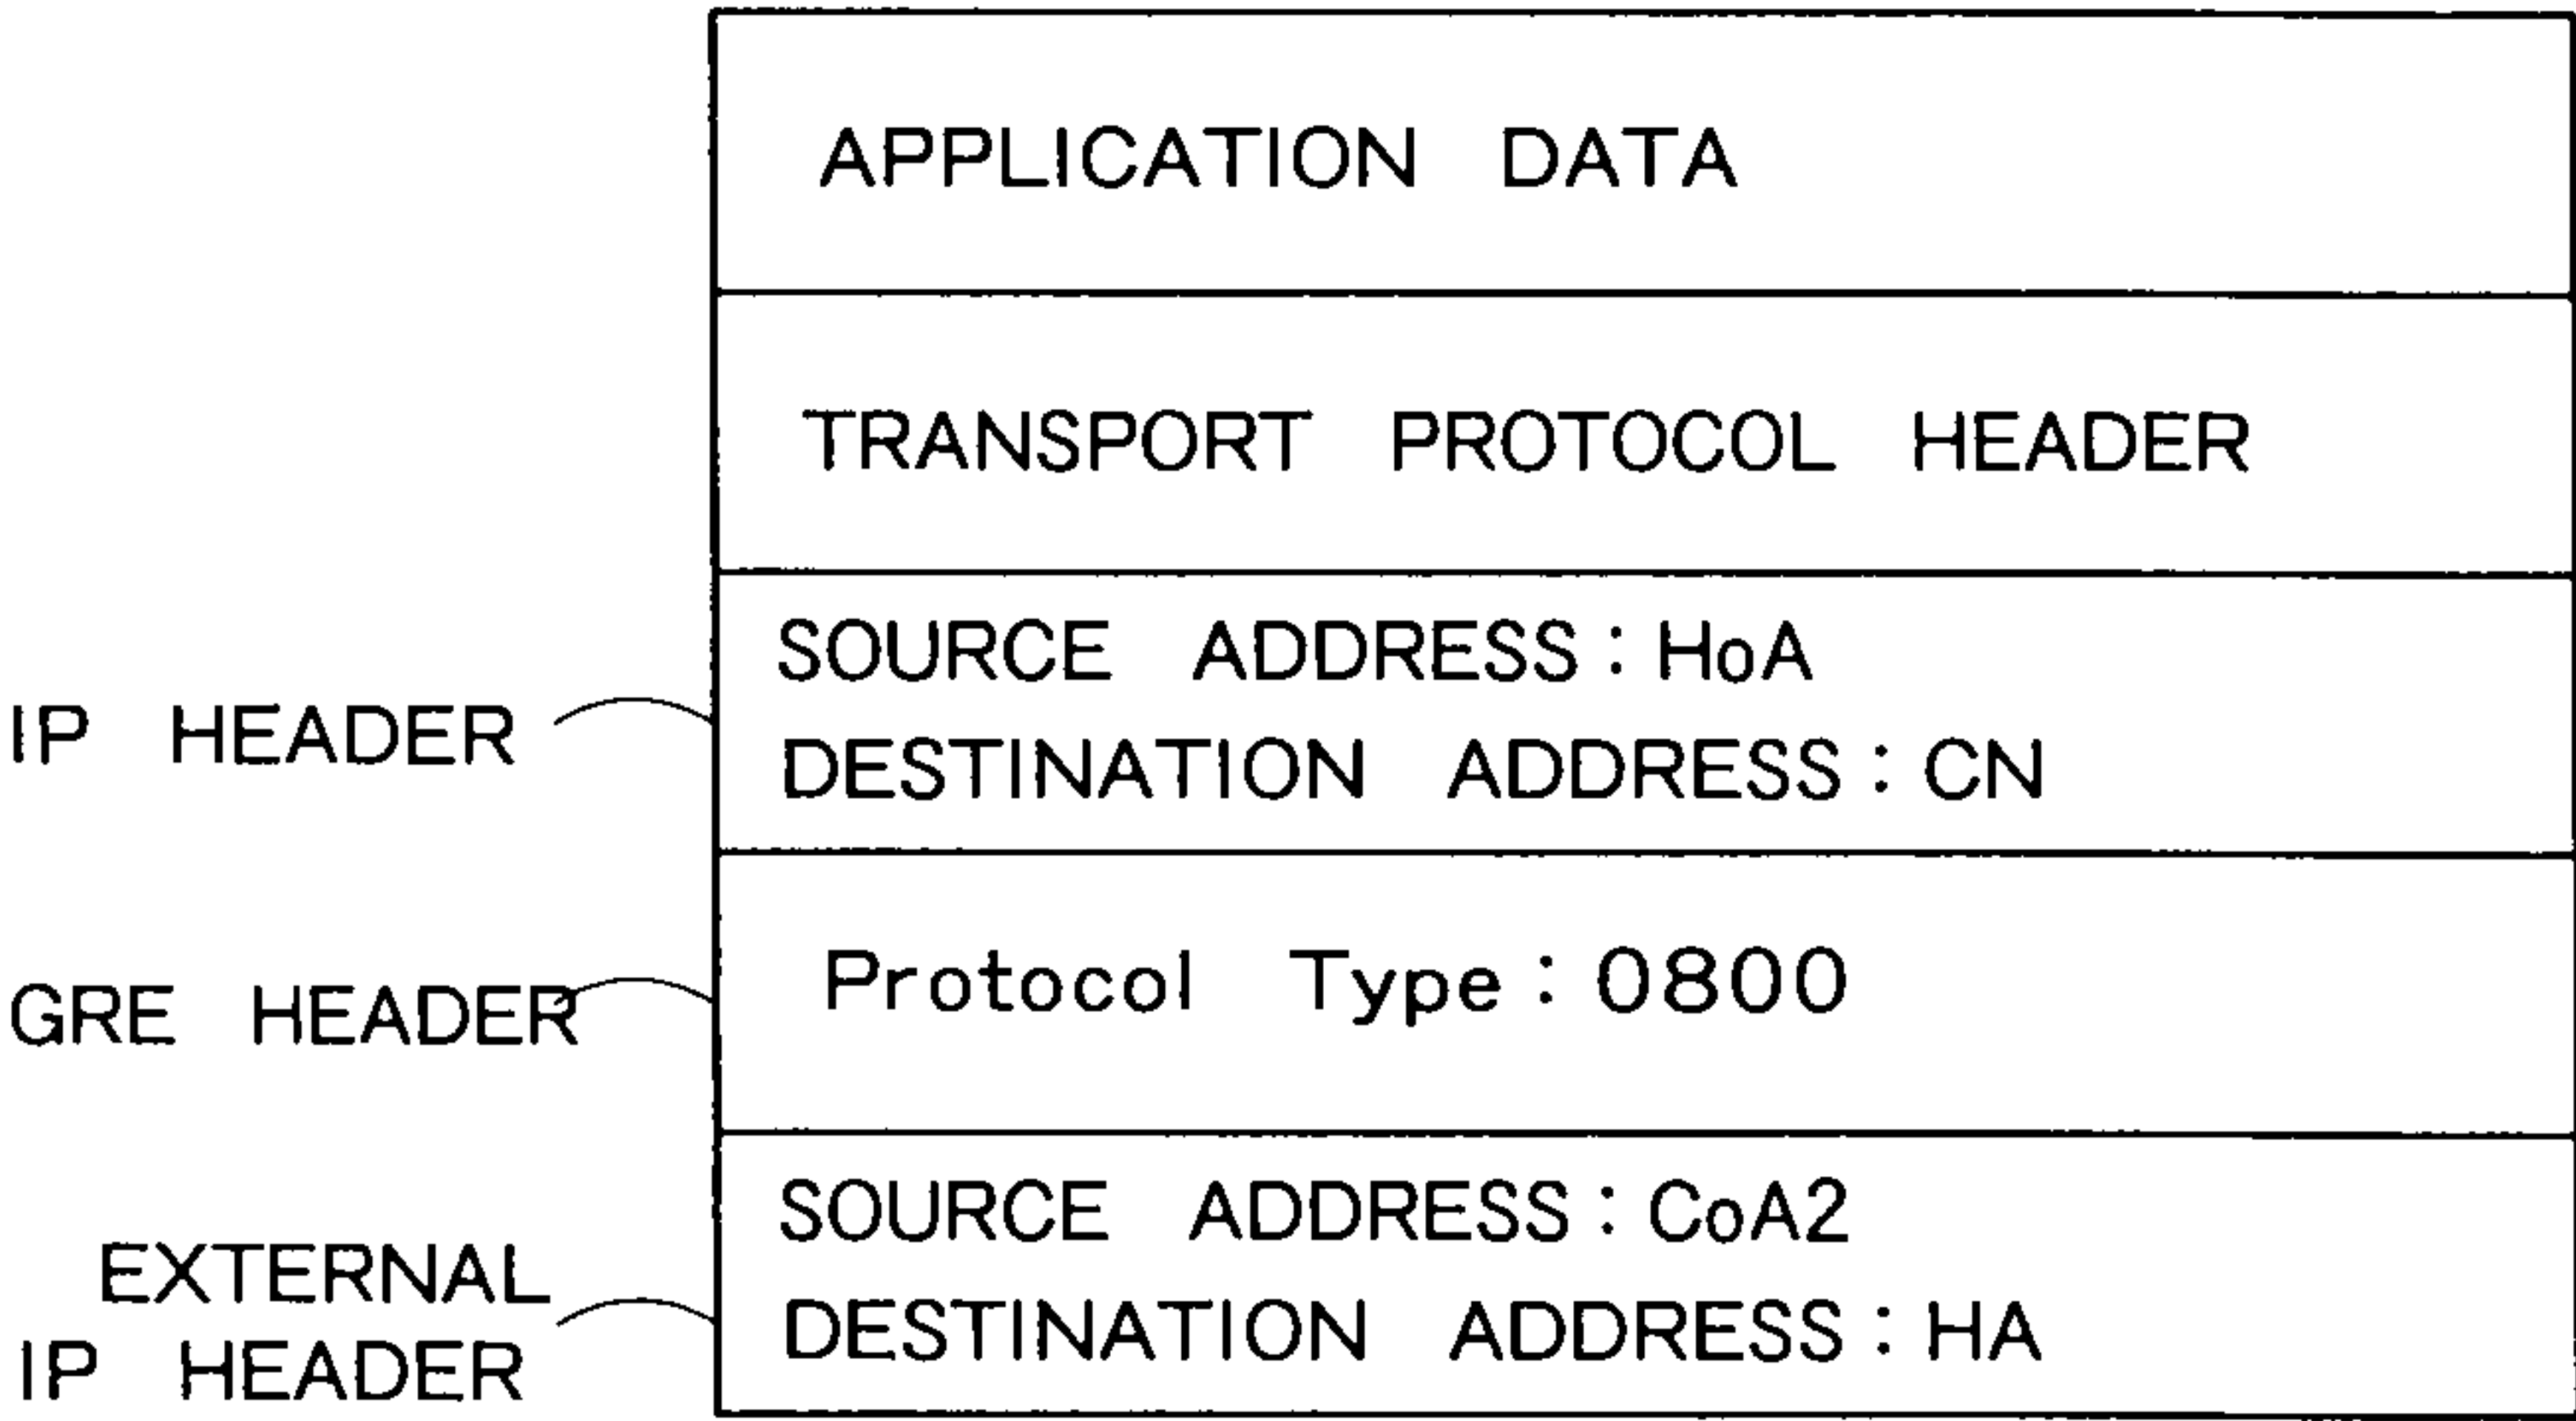 APPLICATION DATA
TRANSPORT PROTOCOL HEADER
IP HEADER
SOURCE ADDRESS : HoA
DESTINATION ADDRESS : CN
GRE HEADER
Protocol Type : 0800
EXTERNAL
IP HEADER
SOURCE ADDRESS : CoA2
DESTINATION ADDRESS : HA